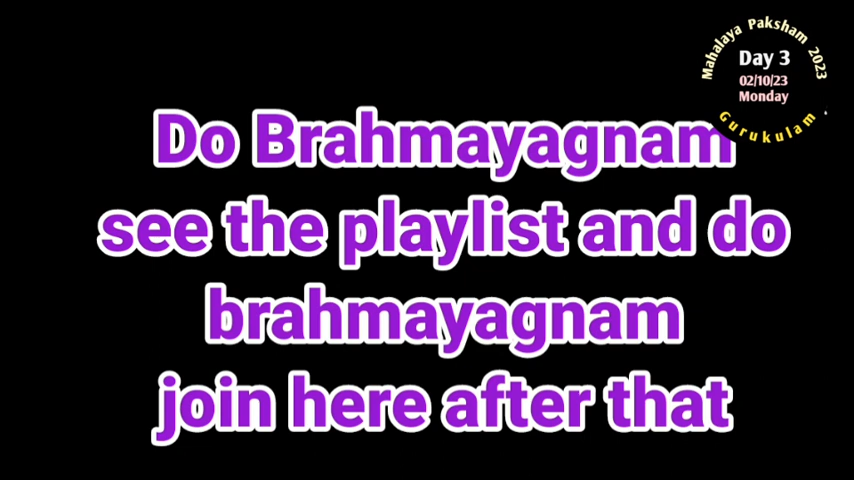 Mahalaya Paksham 2023
Day 3
02/10/23
Monday
Gurukulam
Do Brahmayagnam
see the playlist and do
brahmayagnam
join here after that